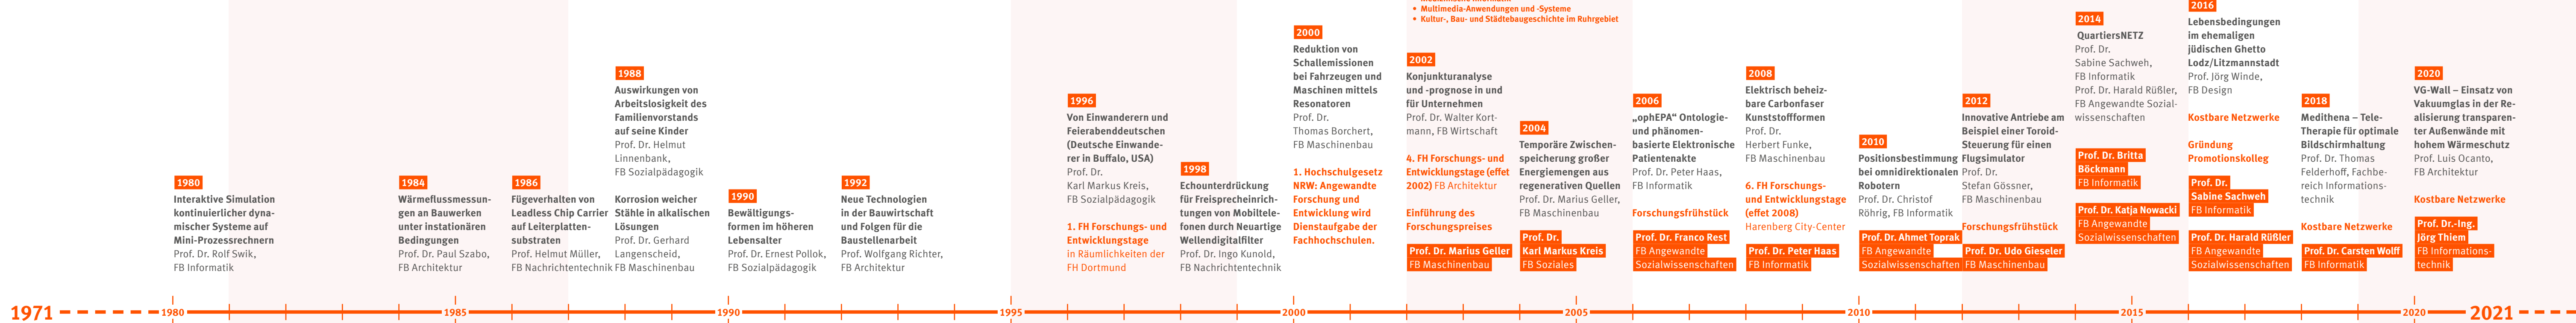 1980
Interaktive Simulation
kontinuierlicher dyna-
mischer Systeme auf
Mini-Prozessrechnern
Prof. Dr. Rolf Swik,
FB Informatik
1984
Wärmeflussmessun-
gen an Bauwerken
unter instationären
Bedingungen
Prof. Dr. Paul Szabo,
FB Architektur
1986
Fügeverhalten von
Leadless Chip Carrier
auf Leiterplatten-
substraten
Prof. Helmut Müller,
FB Nachrichtentechnik
1988
Auswirkungen von
Arbeitslosigkeit des
Familienvorstands
auf seine Kinder
Prof. Dr. Helmut
Linnenbank,
FB Sozialpädagogik
Korrosion weicher
Stähle in alkalischen
Lösungen
Prof. Dr. Gerhard
Langenscheid,
FB Maschinenbau
1990
Bewältigungs-
formen im höheren
Lebensalter
Prof. Dr. Ernest Pollok,
FB Sozialpädagogik
1992
Neue Technologien
in der Bauwirtschaft
und Folgen für die
Baustellenarbeit
Prof. Wolfgang Richter,
FB Architektur
1996
Von Einwanderern und
Feierabenddeutschen
(Deutsche Einwande-
rer in Buffalo, USA)
Prof. Dr.
Karl Markus Kreis,
FB Sozialpädagogik
1. FH Forschungs- und
Entwicklungstage
in Räumlichkeiten der
FH Dortmund
1998
Echounterdrückung
für Freisprecheinrich-
tungen von Mobiltele-
fonen durch Neuartige
Wellendigitalfilter
Prof. Dr. Ingo Kunold,
FB Nachrichtentechnik
2000
Reduktion von
Schallemissionen
bei Fahrzeugen und
Maschinen mittels
Resonatoren
Prof. Dr.
Thomas Borchert,
FB Maschinenbau
1. Hochschulgesetz
NRW: Angewandte
Forschung und
Entwicklung wird
Dienstaufgabe der
Fachhochschulen.
• Multimedia-Anwendungen und -Systeme
• Kultur-, Bau- und Städtebaugeschichte im Ruhrgebiet
2002
Konjunkturanalyse
und -prognose in und
für Unternehmen
Prof. Dr. Walter Kort-
mann, FB Wirtschaft
4. FH Forschungs- und
Entwicklungstage (effet
2002) FB Architektur
Einführung des
Forschungspreises
Prof. Dr. Marius Geller
FB Maschinenbau
2004
Temporäre Zwischen-
speicherung großer
Energiemengen aus
regenerativen Quellen
Prof. Dr. Marius Geller,
FB Maschinenbau
Prof. Dr.
Karl Markus Kreis
FB Soziales
2006
„ophEPA“ Ontologie-
und phänomen-
basierte Elektronische
Patientenakte
Prof. Dr. Peter Haas,
FB Informatik
Forschungsfrühstück
Prof. Dr. Franco Rest
FB Angewandte
Sozialwissenschaften
2008
Elektrisch beheiz-
bare Carbonfaser
Kunststoffformen
Prof. Dr.
Herbert Funke,
FB Maschinenbau
6. FH Forschungs-
und Entwicklungstage
(effet 2008)
Harenberg City-Center
Prof. Dr. Peter Haas
FB Informatik
2010
Positionsbestimmung
bei omnidirektionalen
Robotern
Prof. Dr. Christof
Röhrig, FB Informatik
Prof. Dr. Ahmet Toprak
FB Angewandte
Sozialwissenschaften
2012
Innovative Antriebe am
Beispiel einer Toroid-
Steuerung für einen
Flugsimulator
Prof. Dr.
Stefan Gössner,
FB Maschinenbau
Forschungsfrühstück
Prof. Dr. Udo Gieseler
FB Maschinenbau
2014
QuartiersNETZ
Prof. Dr.
Sabine Sachweh,
FB Informatik
Prof. Dr. Harald Rüßler,
FB Angewandte Sozial-
wissenschaften
Prof. Dr. Britta
Böckmann
FB Informatik
Prof. Dr. Katja Nowacki
FB Angewandte
Sozialwissenschaften
2016
Lebensbedingungen
im ehemaligen
jüdischen Ghetto
Lodz/Litzmannstadt
Prof. Jörg Winde,
FB Design
Kostbare Netzwerke
Gründung
Promotionskolleg
Prof. Dr.
Sabine Sachweh
FB Informatik
Prof. Dr. Harald Rüßler
FB Angewandte
Sozialwissenschaften
2018
Medithena – Tele-
Therapie für optimale
Bildschirmhaltung
Prof. Dr. Thomas
Felderhoff, Fachbe-
reich Informations-
technik
Kostbare Netzwerke
Prof. Dr. Carsten Wolff
FB Informatik
2020
VG-Wall – Einsatz von
Vakuumglas in der Re-
alisierung transparen-
ter Außenwände mit
hohem Wärmeschutz
Prof. Luis Ocanto,
FB Architektur
Kostbare Netzwerke
Prof. Dr.-Ing.
Jörg Thiem
FB Informations-
technik
1971 1980 1985 1990 1995 2000 2005 2010 2015 2020 2021